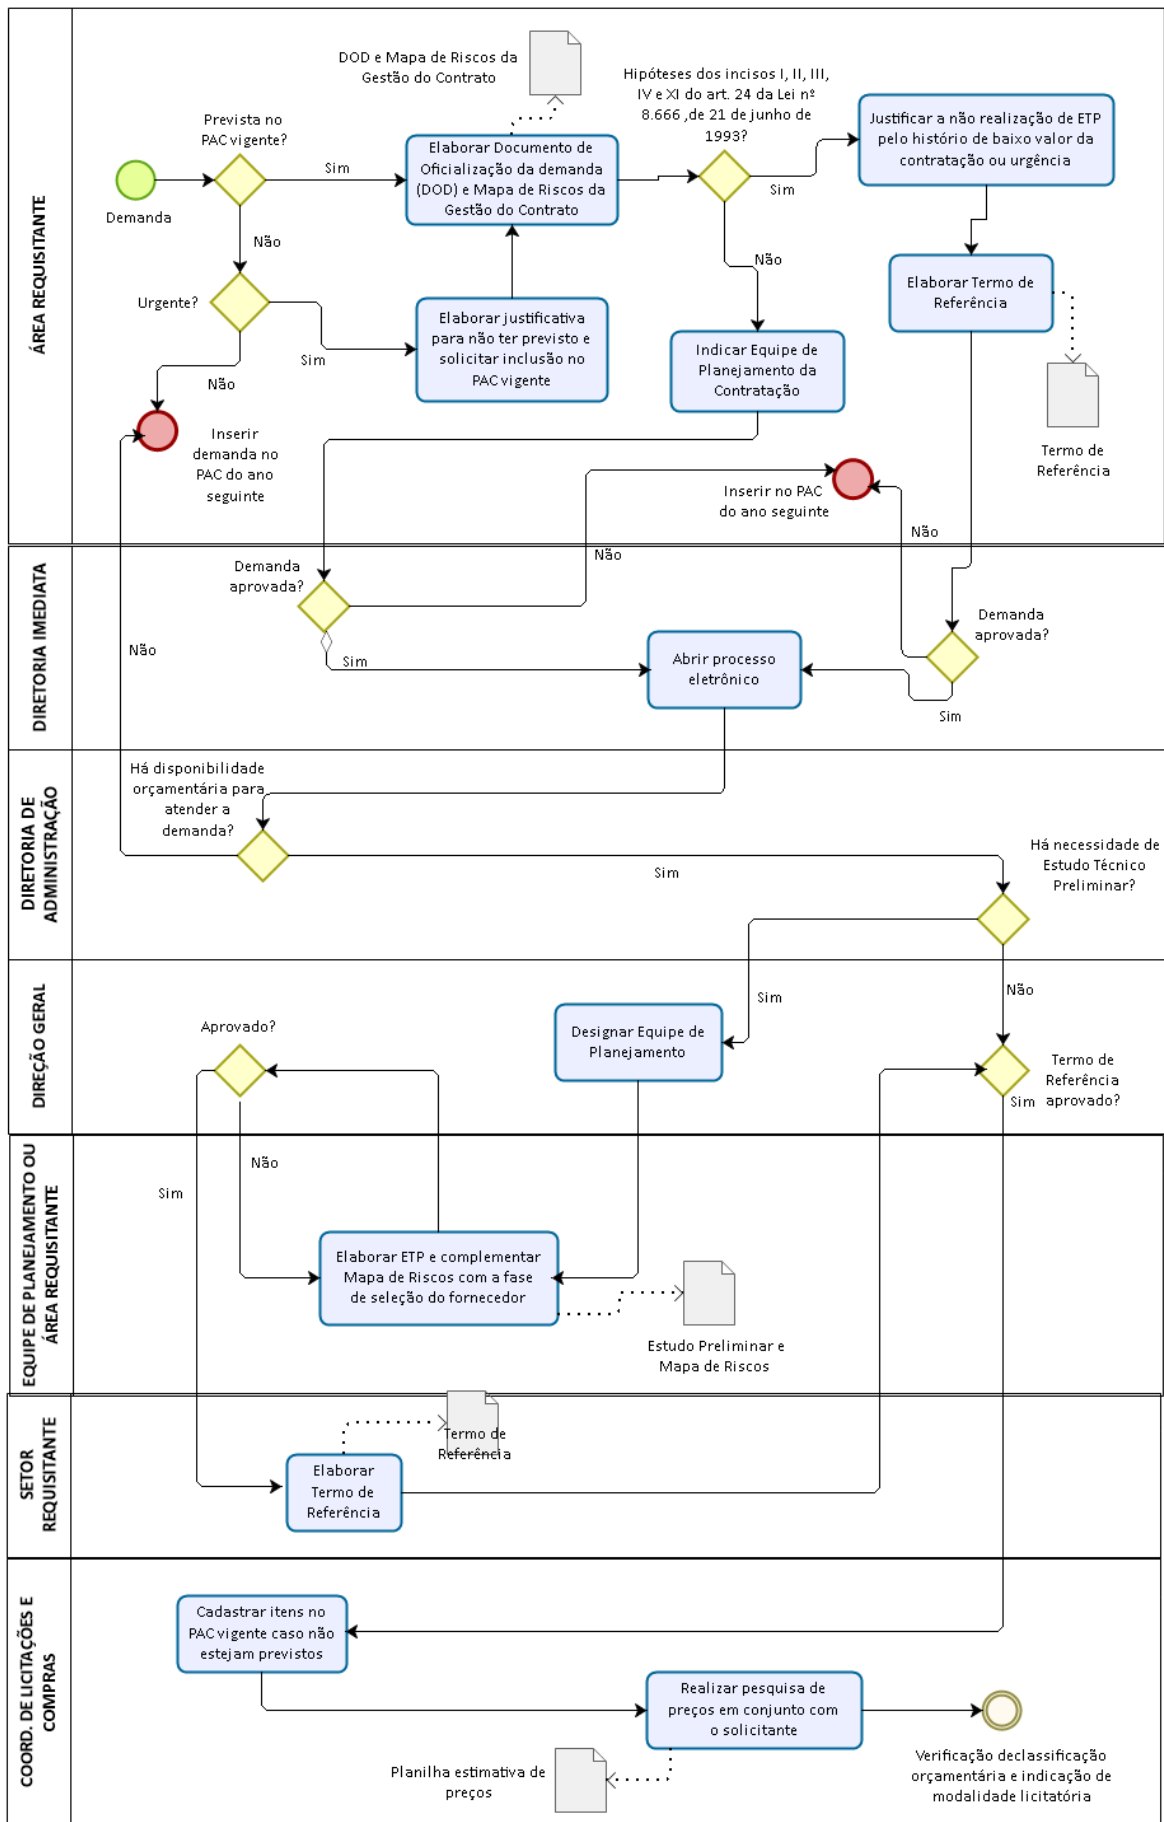 ÁREA REQUISITANTE
DOD e Mapa de Riscos da
Gestão do Contrato
Hipóteses dos incisos I, II, III,
IV e XI do art. 24 da Lei nº
8.666 ,de 21 de junho de
1993?
Prevista no
PAC vigente?
Demanda
Sim
Elaborar Documento de
Oficialização da demanda
(DOD) e Mapa de Riscos da
Gestão do Contrato
Sim
Justificar a não realização de ETP
pelo histório de baixo valor da
contratação ou urgência
Não
Não
Urgente?
Sim
Elaborar justificativa
para não ter previsto e
solicitar inclusão no
PAC vigente
Elaborar Termo de
Referência
Indicar Equipe de
Planejamento da
Contratação
Não
Inserir
demanda no
PAC do ano
seguinte
Termo de
Referência
Inserir no PAC
do ano seguinte
Não
DIRETORIA IMEDIATA
Não
Demanda
aprovada?
Sim
Não
Abrir processo
eletrônico
Demanda
aprovada?
Sim
DIRETORIA DE
ADMINISTRAÇÃO
Há disponibilidade
orçamentária para
atender a
demanda?
Sim
Há necessidade de
Estudo Técnico
Preliminar?
DIREÇÃO GERAL
Sim
Não
Aprovado?
Designar Equipe de
Planejamento
Termo de
Referência
aprovado?
Sim
EQUIPE DE PLANEJAMENTO OU
ÁREA REQUISITANTE
Não
Sim
Elaborar ETP e complementar
Mapa de Riscos com a fase
de seleção do fornecedor
Estudo Preliminar e
Mapa de Riscos
SETOR
REQUISITANTE
Termo de
Referência
Elaborar
Termo de
Referência
COORD. DE LICITAÇÕES E
COMPRAS
Cadastrar itens no
PAC vigente caso não
estejam previstos
Realizar pesquisa de
preços em conjunto com
o solicitante
Planilha estimativa de
preços
Verificação declassificação
orçamentária e indicação de
modalidade licitatória